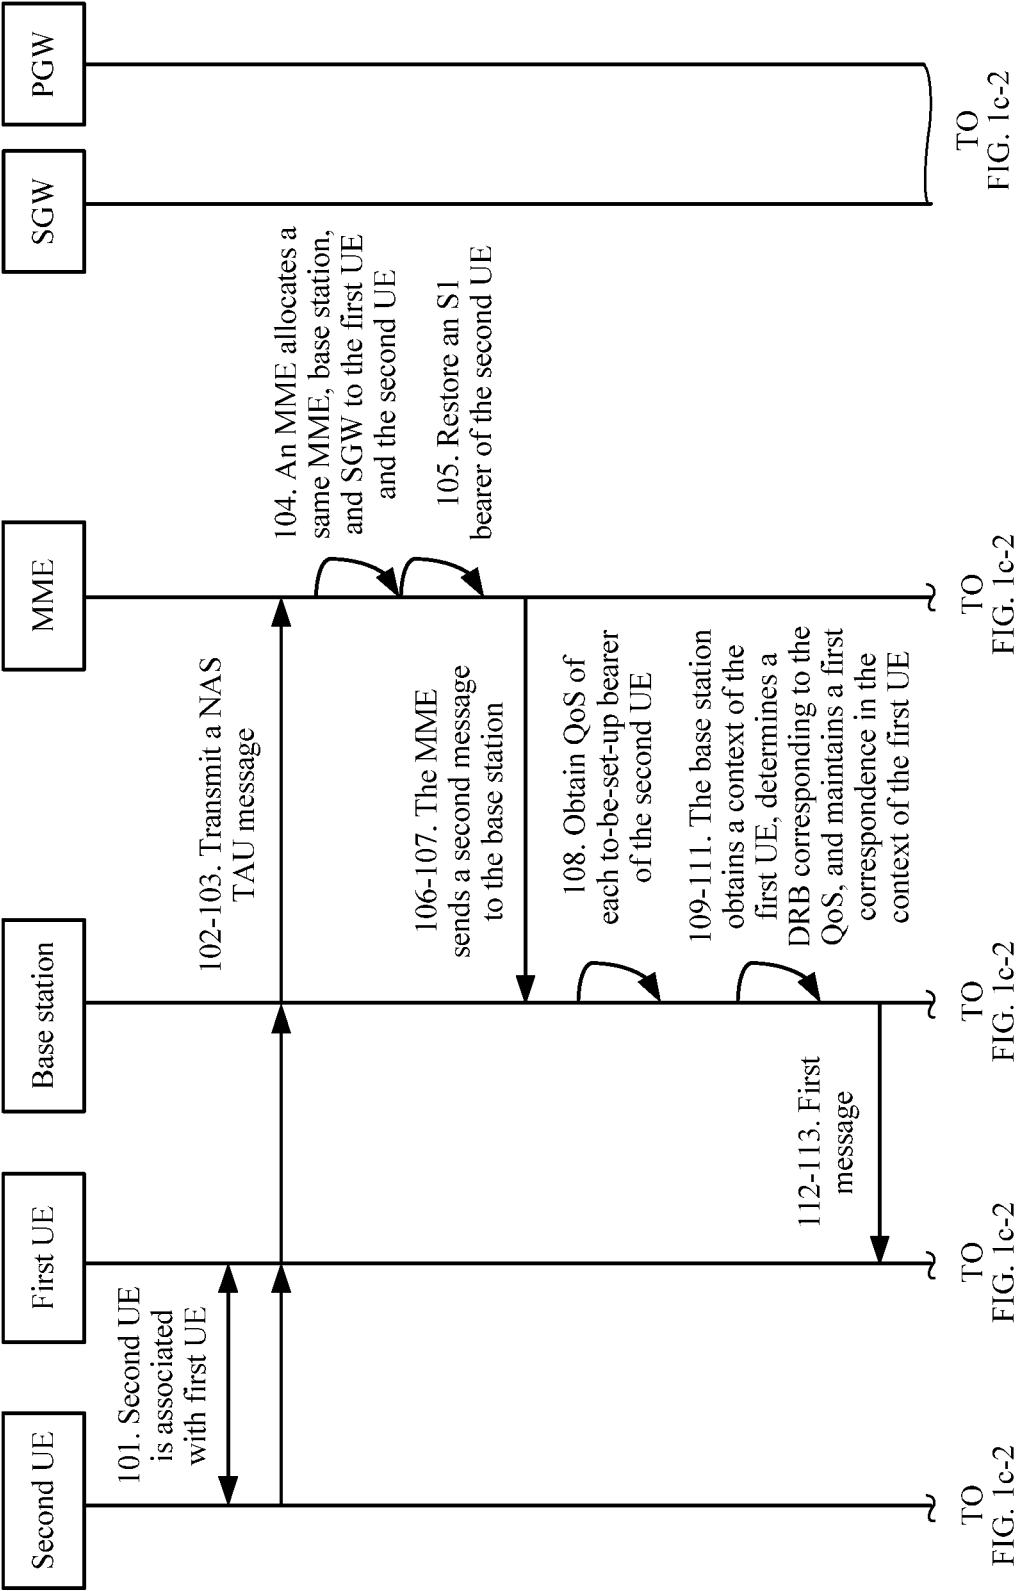 Second UE
First UE
Base station
MME
SGW
PGW
101. Second UE
is associated
with first UE
102-103. Transmit a NAS
TAU message
104. An MME allocates a
same MME, base station,
and SGW to the first UE
and the second UE
105. Restore an S1
bearer of the second UE
106-107. The MME
sends a second message
to the base station
108. Obtain QoS of
each to-be-set-up bearer
of the second UE
109-111. The base station
obtains a context of the
first UE, determines a
DRB corresponding to the
QoS, and maintains a first
correspondence in the
context of the first UE
112-113. First
message
TO
FIG. 1c-2
TO
FIG. 1c-2
TO
FIG. 1c-2
TO
FIG. 1c-2
TO
FIG. 1c-2